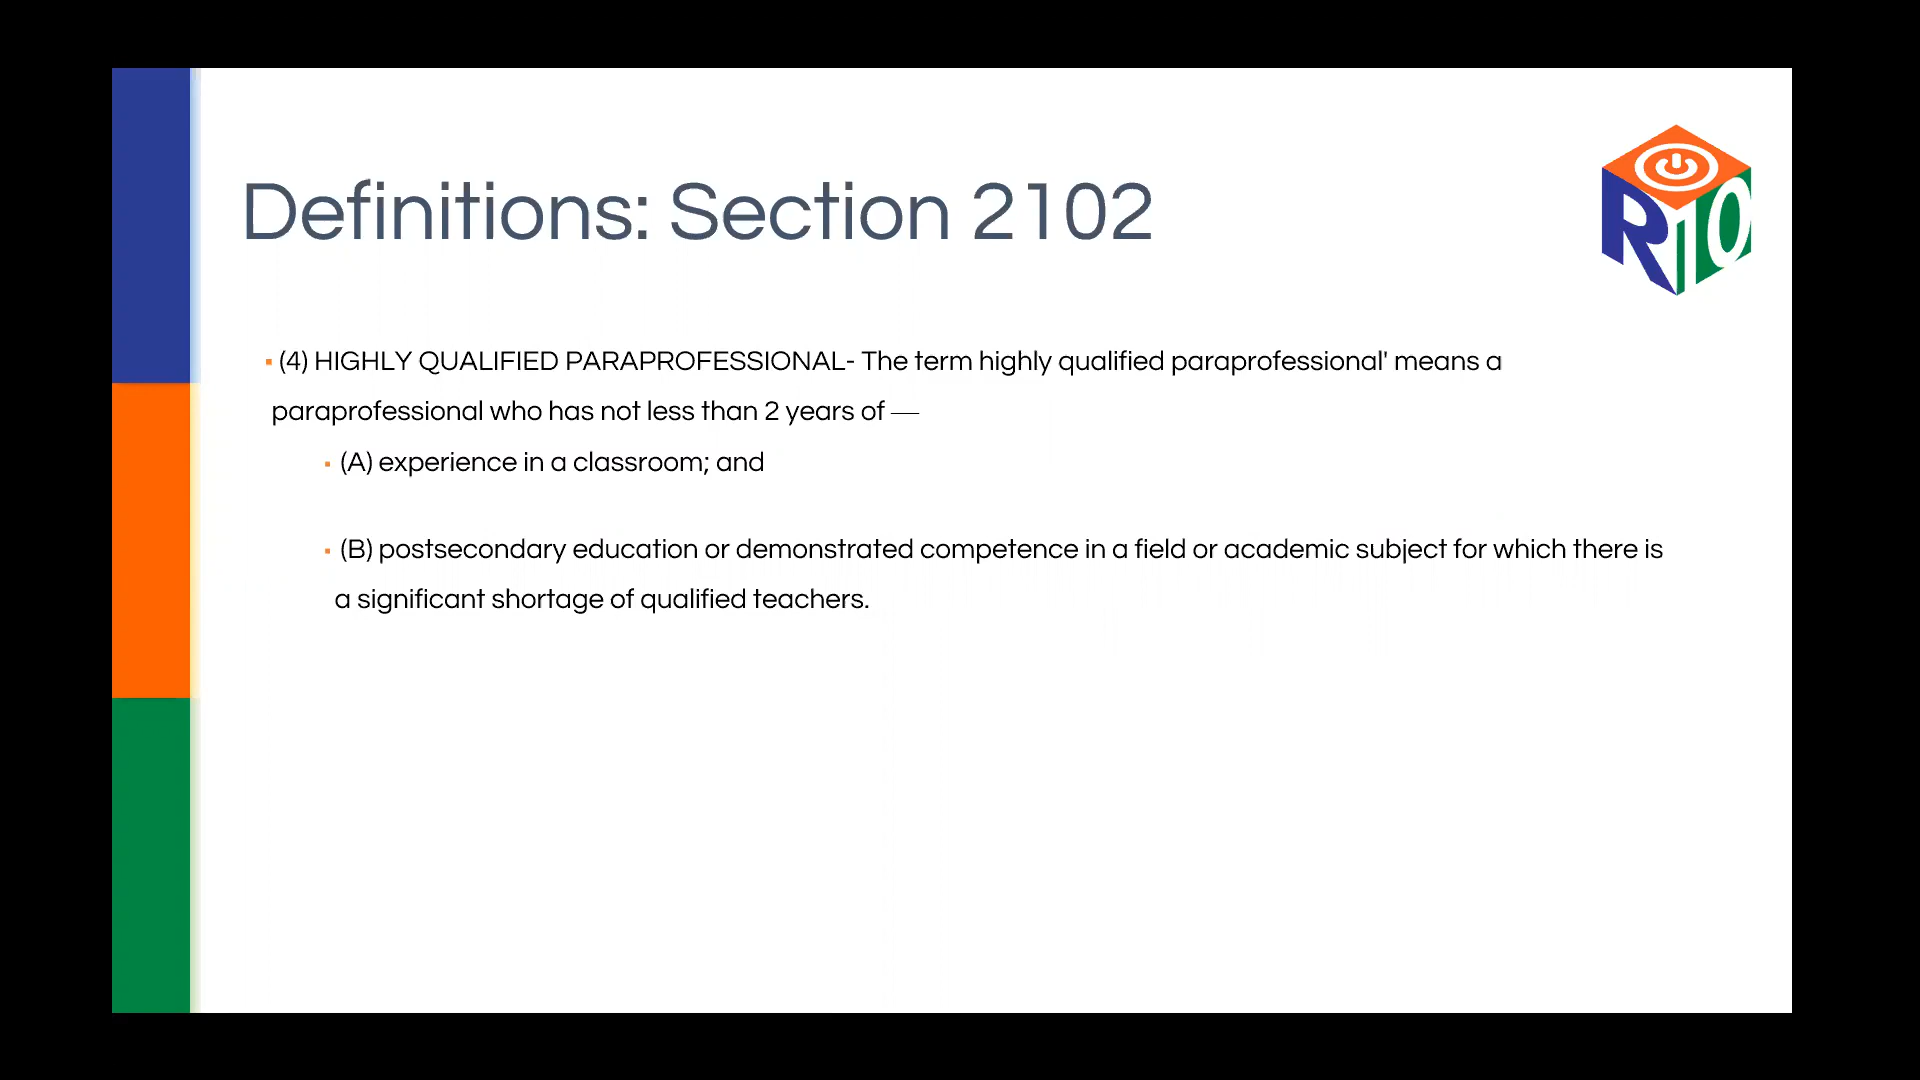 Definitions: Section 2102
R10
▪ (4) HIGHLY QUALIFIED PARAPROFESSIONAL- The term highly qualified paraprofessional' means a
paraprofessional who has not less than 2 years of —
▪ (A) experience in a classroom; and
▪ (B) postsecondary education or demonstrated competence in a field or academic subject for which there is
a significant shortage of qualified teachers.